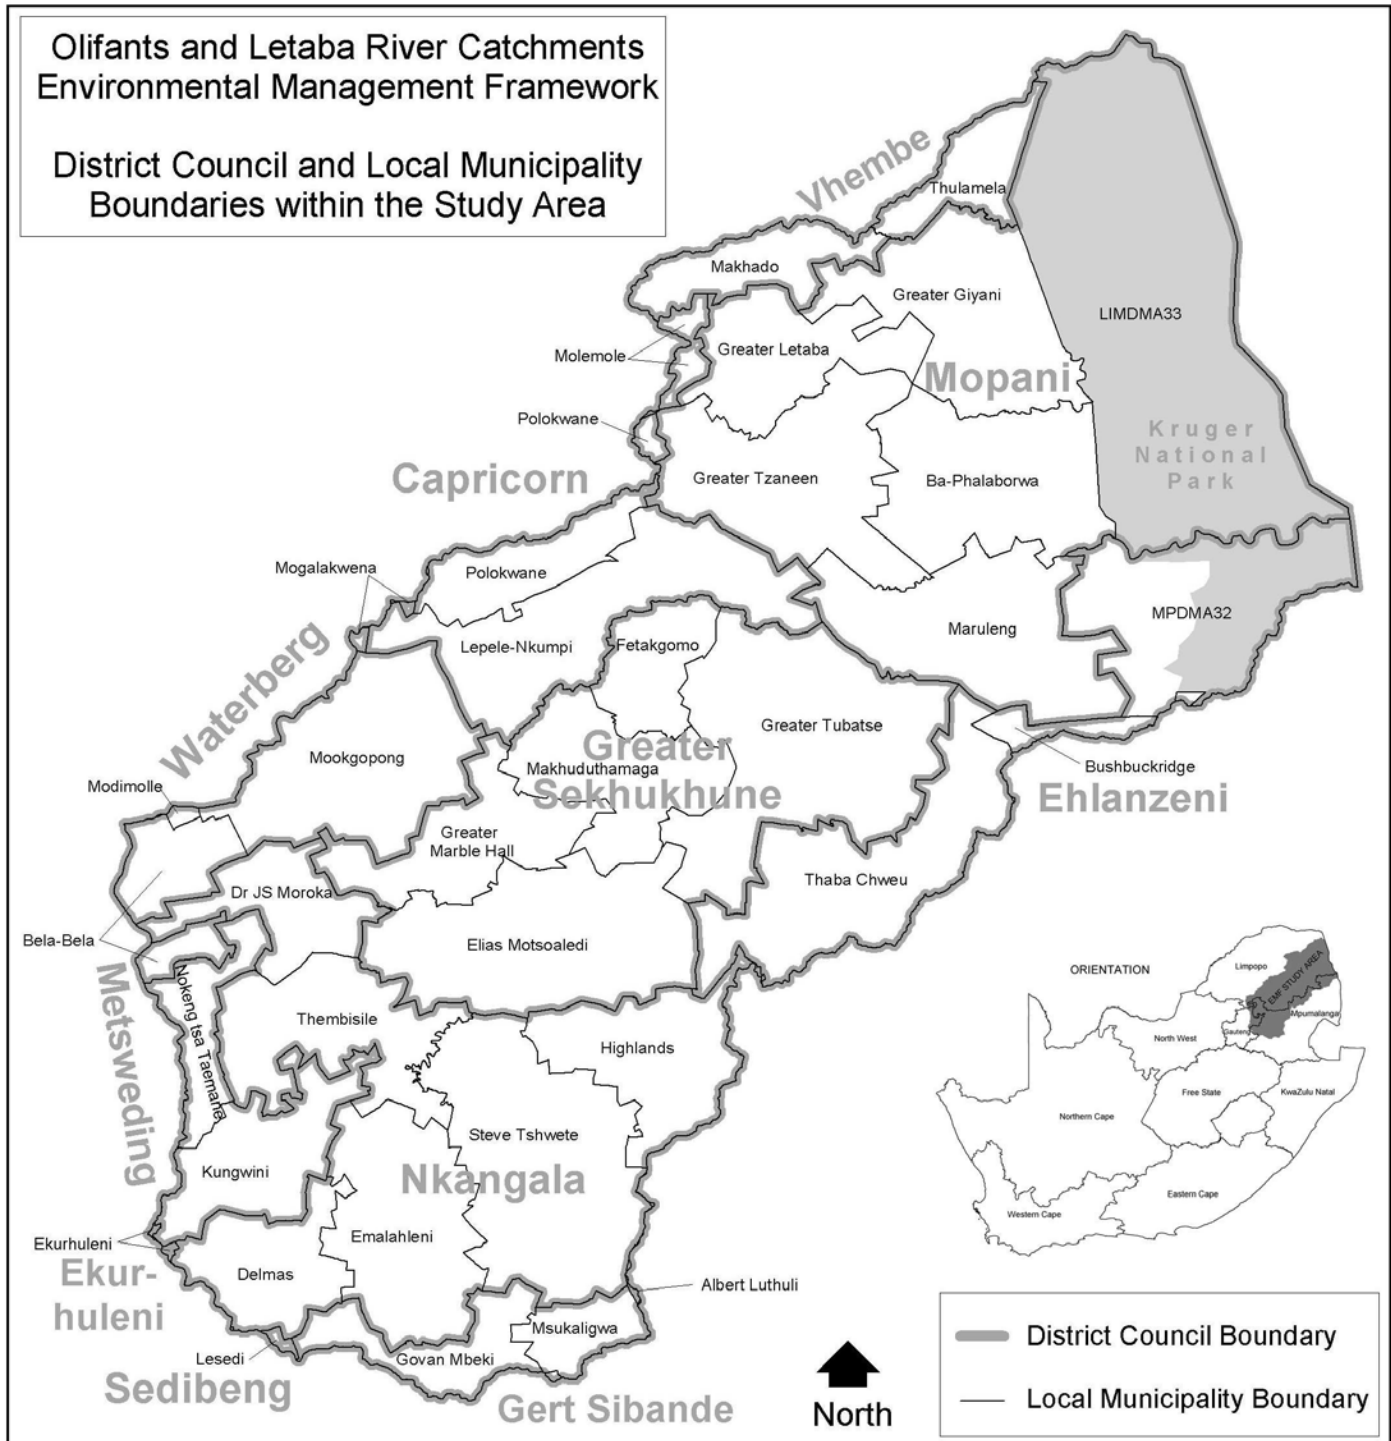 Olifants and Letaba River Catchments
Environmental Management Framework
District Council and Local Municipality
Boundaries within the Study Area
Vhembe
Thulamela
Makhado
Greater Giyani
LIMDMA33
Molemole
Greater Letaba
Mopani
Polokwane
Kruger
National
Park
Capricorn
Greater Tzaneen
Ba-Phalaborwa
Mogalakwena
Polokwane
MPDMA32
Maruleng
Waterberg
Lepele-Nkumpi
Fetakgomo
Greater Tubatse
Mookgopong
Greater
Sekhukhune
Makhuduthamaga
Bushbuckridge
Modimolle
Ehlanzeni
Greater
Marble Hall
Thaba Chweu
Dr JS Moroka
Bela-Bela
Elias Motsoaledi
Metsweding
Nokeng tsa Taemane
Thembisile
Highlands
Steve Tshwete
Kungwini
Nkangala
Emalahleni
Ekurhuleni
Ekur-
huleni
Delmas
Albert Luthuli
Msukaligwa
Lesedi
Govan Mbeki
Sedibeng
Gert Sibande
ORIENTATION
Limpopo
EMF STUDY AREA
Mpumalanga
Gauteng
North West
Free State
KwaZulu Natal
Northern Cape
Eastern Cape
Western Cape
North
District Council Boundary
Local Municipality Boundary